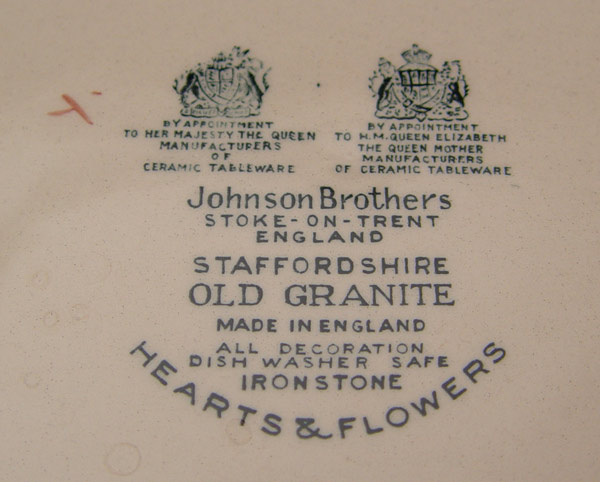 BY APPOINTMENT
TO HER MAJESTY THE QUEEN
MANUFACTURERS
OF
CERAMIC TABLEWARE
BY APPOINTMENT
TO H.M. QUEEN ELIZABETH
THE QUEEN MOTHER
MANUFACTURERS
OF CERAMIC TABLEWARE
Johnson Brothers
STOKE-ON-TRENT
ENGLAND
STAFFORDSHIRE
OLD GRANITE
MADE IN ENGLAND
ALL DECORATION
DISH WASHER SAFE
IRONSTONE
HEARTS & FLOWERS